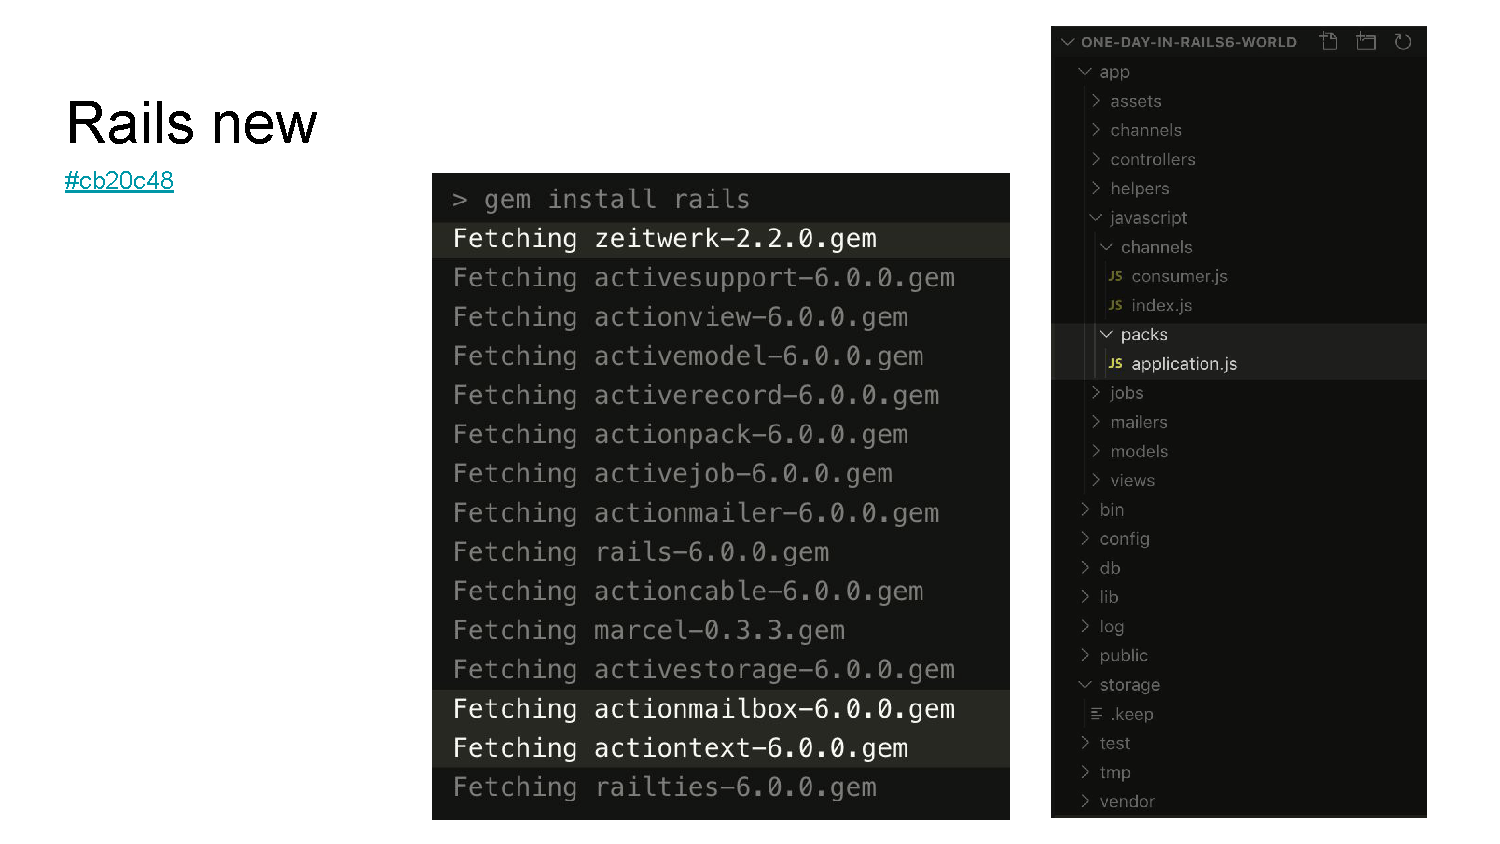 Rails new
#cb20c48
> gem install rails
Fetching zeitwerk-2.2.0.gem
Fetching activesupport-6.0.0.gem
Fetching actionview-6.0.0.gem
Fetching activemodel-6.0.0.gem
Fetching activerecord-6.0.0.gem
Fetching actionpack-6.0.0.gem
Fetching activejob-6.0.0.gem
Fetching actionmailer-6.0.0.gem
Fetching rails-6.0.0.gem
Fetching actioncable-6.0.0.gem
Fetching marcel-0.3.3.gem
Fetching activestorage-6.0.0.gem
Fetching actionmailbox-6.0.0.gem
Fetching actiontext-6.0.0.gem
Fetching railties-6.0.0.gem
ONE-DAY-IN-RAILS6-WORLD
app
assets
channels
controllers
helpers
javascript
channels
JS consumer.js
JS index.js
packs
JS application.js
jobs
mailers
models
views
bin
config
db
lib
log
public
storage
.keep
test
tmp
vendor